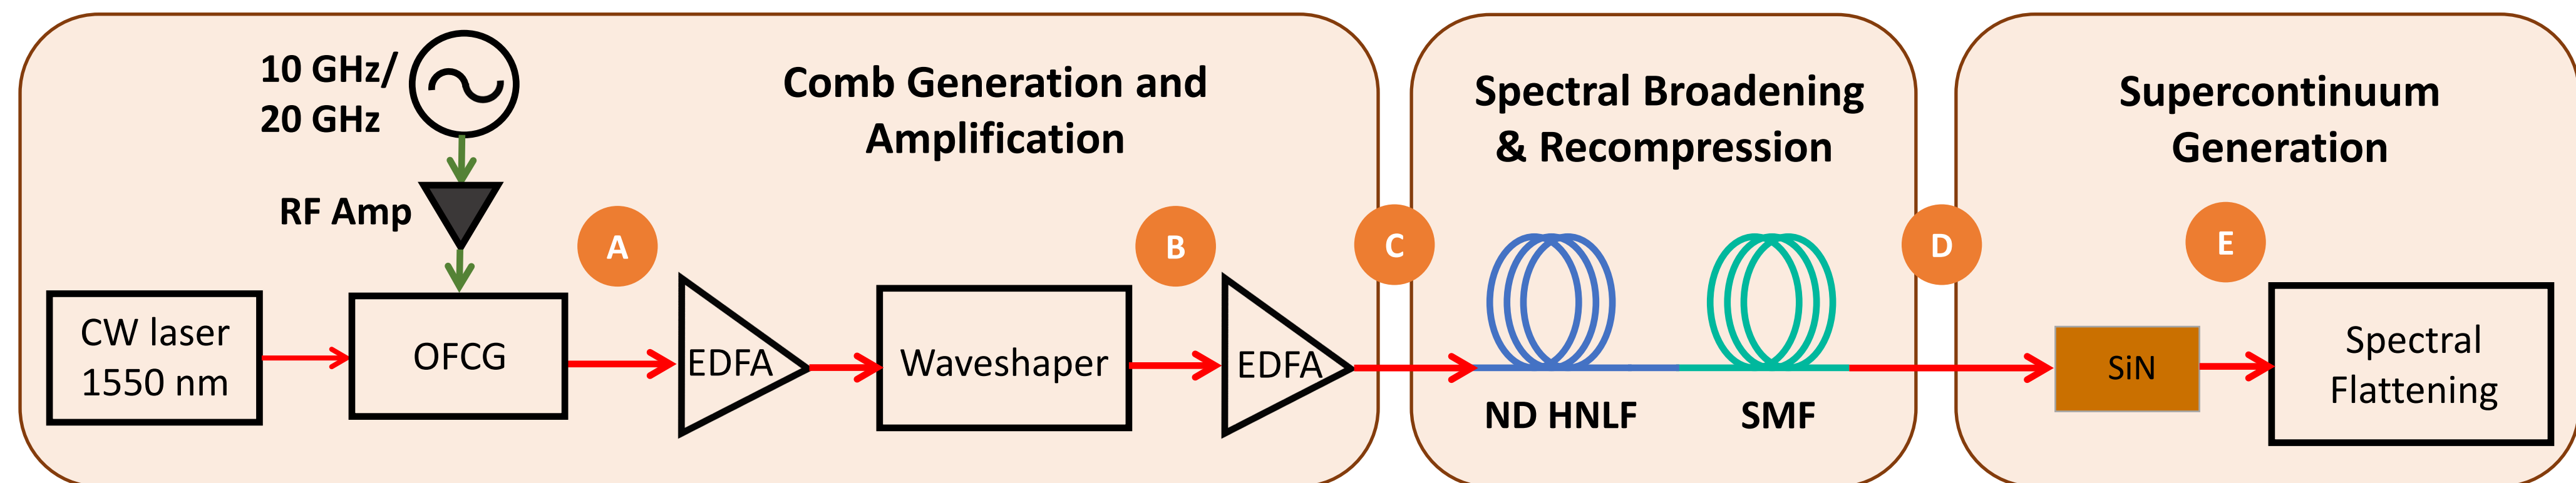 10 GHz/
20 GHz
RF Amp
Comb Generation and
Amplification
A
B
CW laser
1550 nm
OFCG
EDFA
Waveshaper
EDFA
C
Spectral Broadening
& Recompression
ND HNLF
SMF
D
Supercontinuum
Generation
E
SiN
Spectral
Flattening